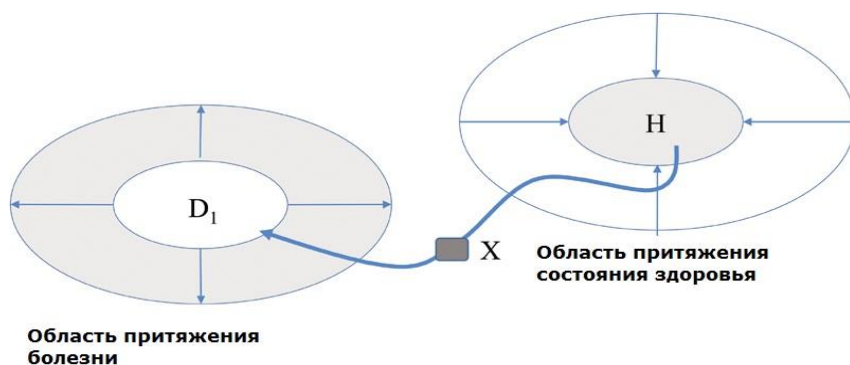 H
D₁
X
Область притяжения
состояния здоровья
Область притяжения
болезни